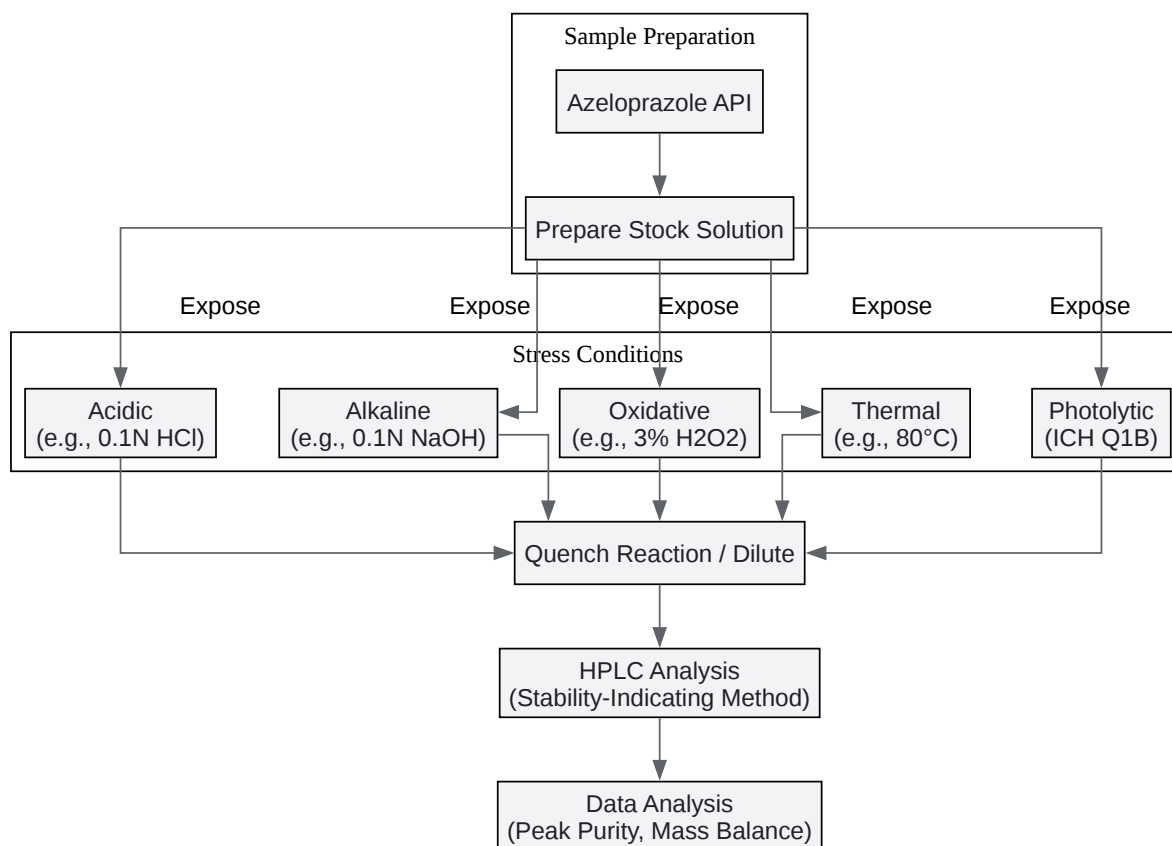 Sample Preparation
Azeloprazole API
Prepare Stock Solution
Expose
Expose
Expose
Expose
Expose
Stress Conditions
Acidic
(e.g., 0.1N HCl)
Alkaline
(e.g., 0.1N NaOH)
Oxidative
(e.g., 3% H2O2)
Thermal
(e.g., 80°C)
Photolytic
(ICH Q1B)
Quench Reaction / Dilute
HPLC Analysis
(Stability-Indicating Method)
Data Analysis
(Peak Purity, Mass Balance)